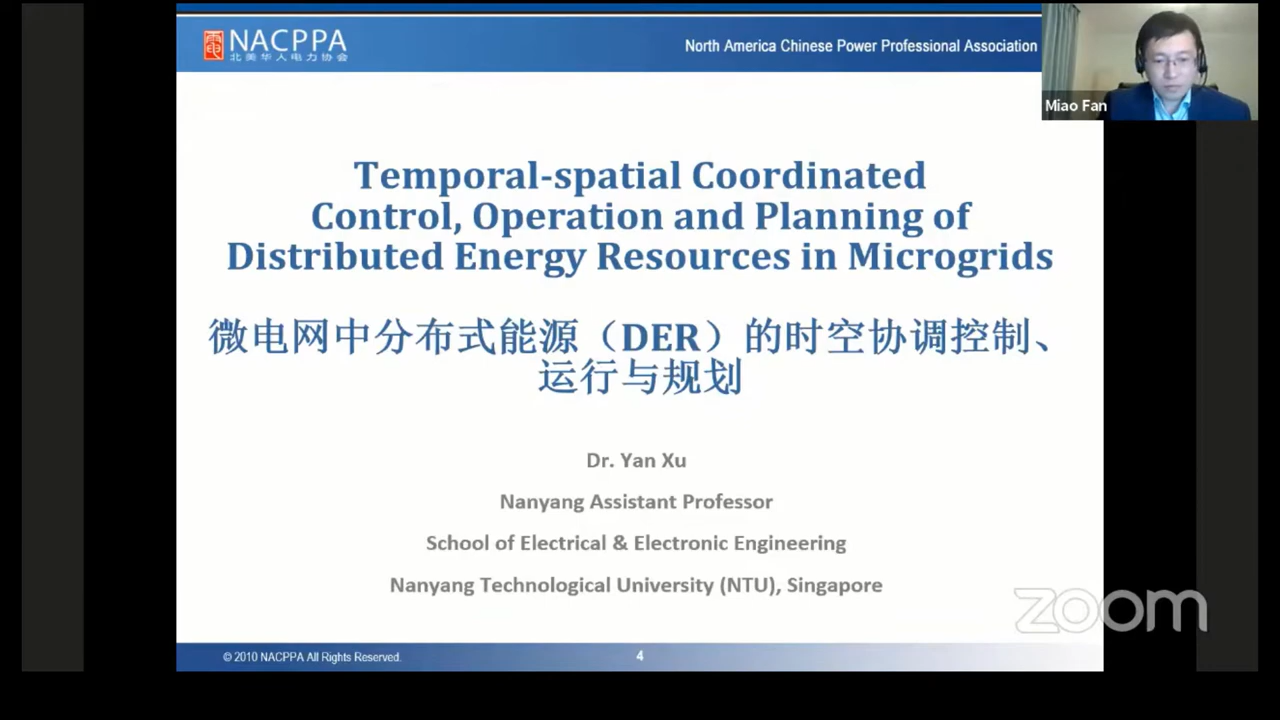 NACPPA
北美华人电力协会
North America Chinese Power Professional Association
Miao Fan
Temporal-spatial Coordinated
Control, Operation and Planning of
Distributed Energy Resources in Microgrids
微电网中分布式能源（DER）的时空协调控制、
运行与规划
Dr. Yan Xu
Nanyang Assistant Professor
School of Electrical & Electronic Engineering
Nanyang Technological University (NTU), Singapore
zoom
© 2010 NACPPA All Rights Reserved.
4